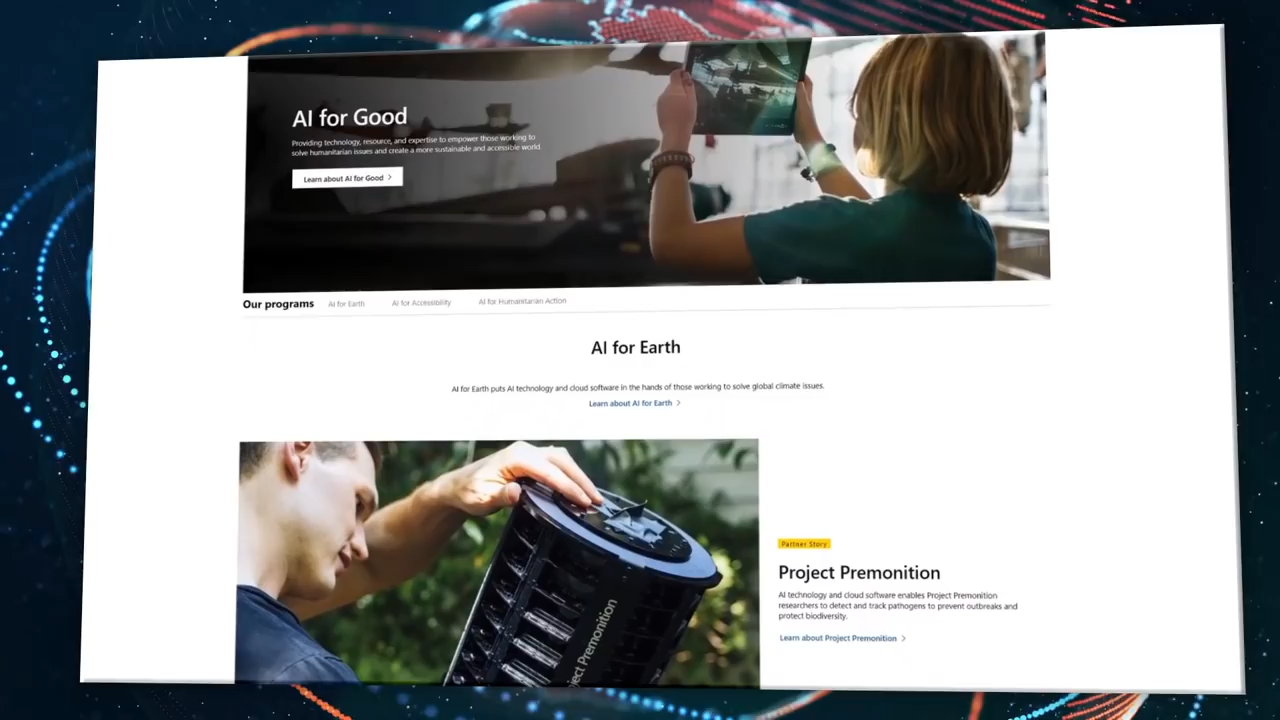 AI for Good
Providing technology, resource, and expertise to empower those working to
solve humanitarian issues and create a more sustainable and accessible world.
Learn about AI for Good
Our programs AI for Earth AI for Accessibility AI for Humanitarian Action
AI for Earth
AI for Earth puts AI technology and cloud software in the hands of those working to solve global climate issues.
Learn about AI for Earth
ject Premonition
Partner Story
Project Premonition
AI technology and cloud software enables Project Premonition
researchers to detect and track pathogens to prevent outbreaks and
protect biodiversity.
Learn about Project Premonition